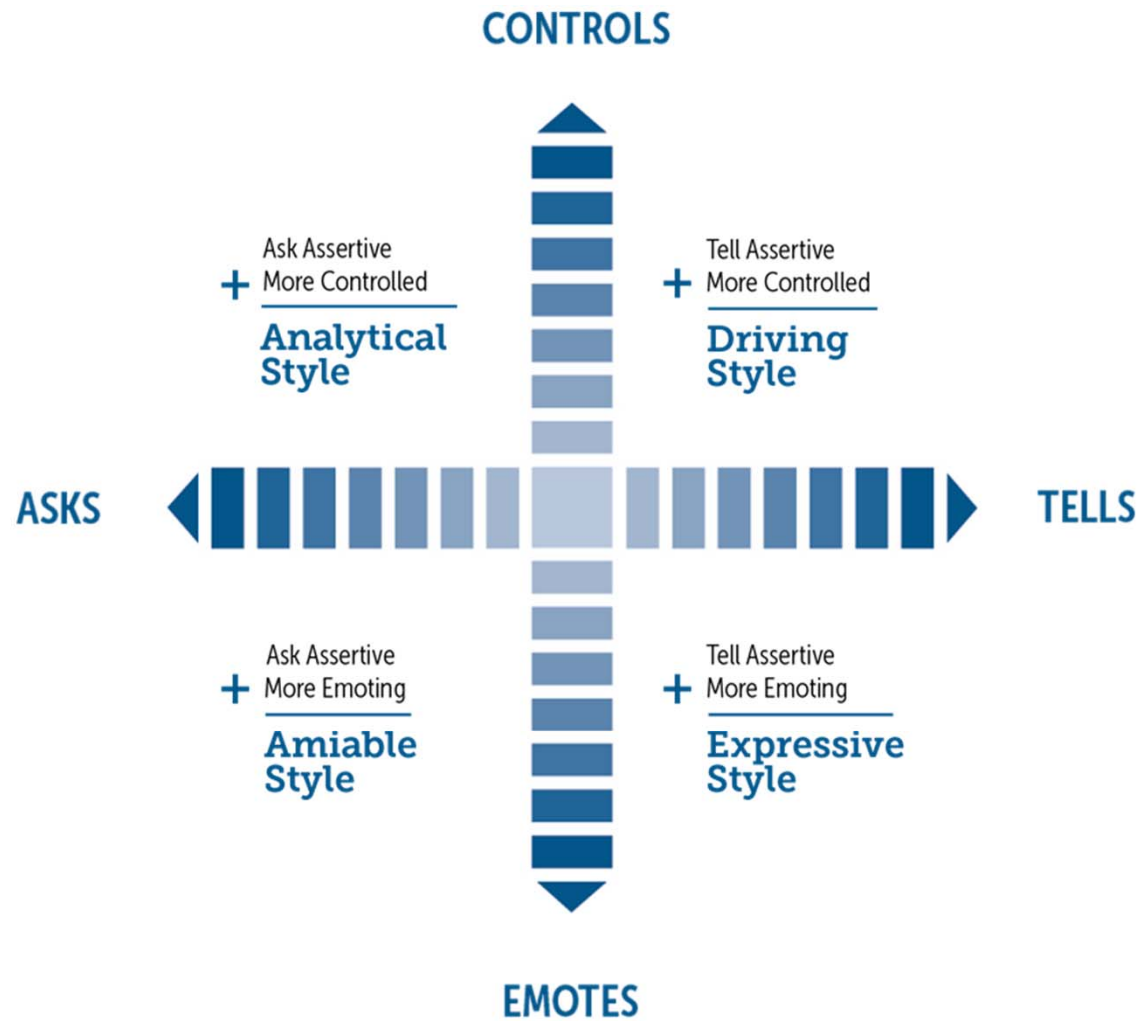 CONTROLS
+ Ask Assertive
More Controlled
Analytical
Style
+ Tell Assertive
More Controlled
Driving
Style
ASKS
TELLS
+ Ask Assertive
More Emoting
Amiable
Style
+ Tell Assertive
More Emoting
Expressive
Style
EMOTES